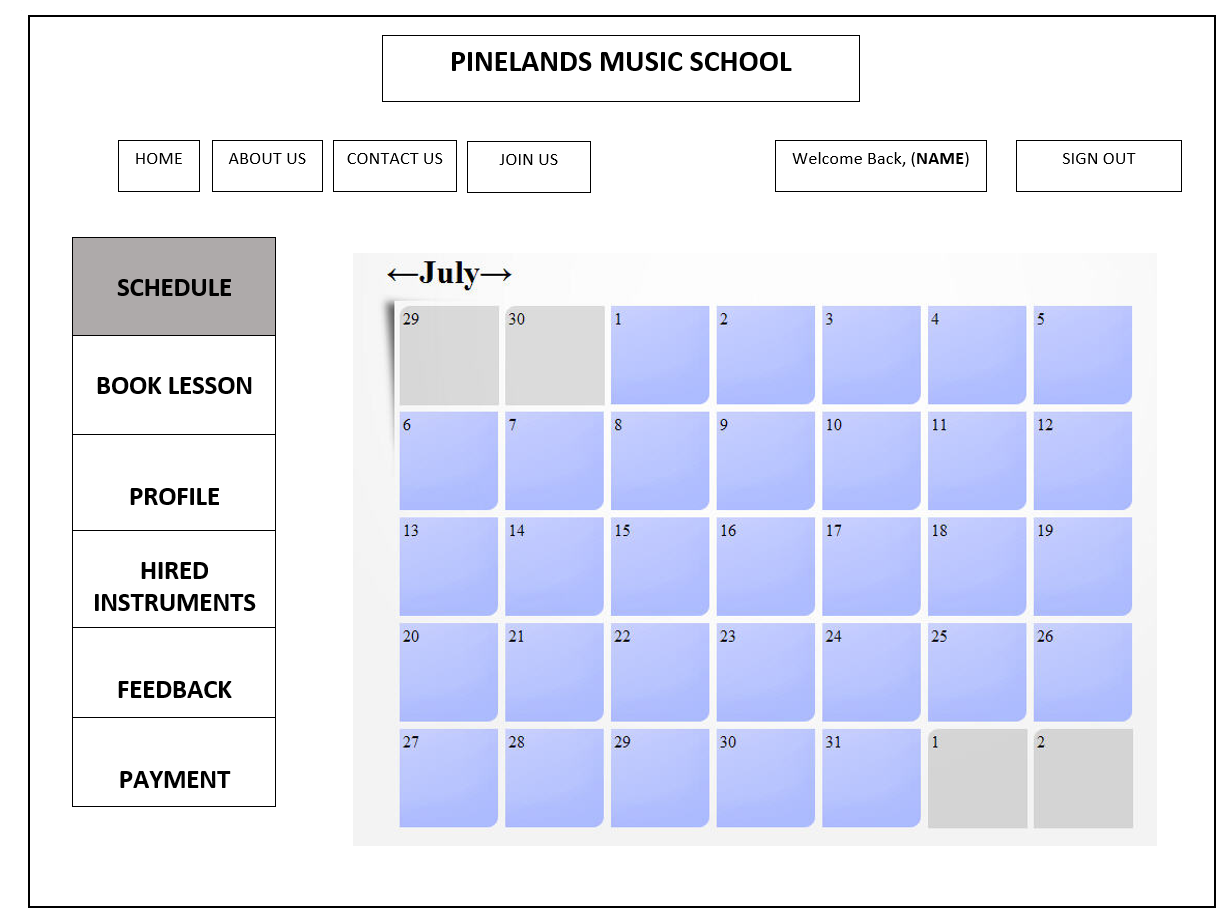 PINELANDS MUSIC SCHOOL
HOME
ABOUT US
CONTACT US
JOIN US
Welcome Back, (NAME)
SIGN OUT
SCHEDULE
BOOK LESSON
PROFILE
HIRED
INSTRUMENTS
FEEDBACK
PAYMENT
←July→
29 30 1 2 3 4 5
6 7 8 9 10 11 12
13 14 15 16 17 18 19
20 21 22 23 24 25 26
27 28 29 30 31 1 2